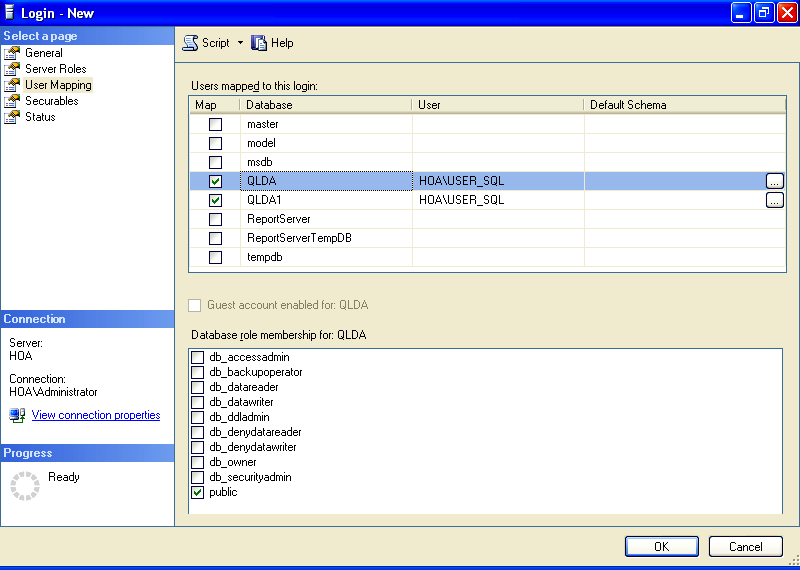 Login - New
Select a page
General
Server Roles
User Mapping
Securables
Status
Script Help
Users mapped to this login:
Map Database User Default Schema
master
model
msdb
QLDA HOA\USER_SQL ...
QLDA1 HOA\USER_SQL ...
ReportServer
ReportServerTempDB
tempdb
Guest account enabled for: QLDA
Database role membership for: QLDA
db_accessadmin
db_backupoperator
db_datareader
db_datawriter
db_ddladmin
db_denydatareader
db_denydatawriter
db_owner
db_securityadmin
public
Connection
Server:
HOA
Connection:
HOA\Administrator
View connection properties
Progress
Ready
OK Cancel